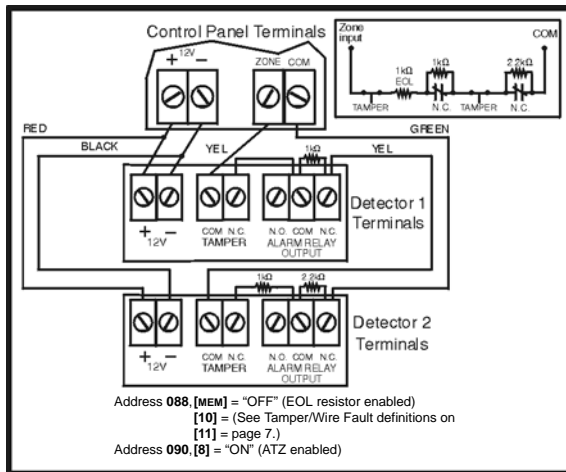 Control Panel Terminals
+ 12V −
ZONE COM
Zone input
COM
1kΩ EOL
1kΩ
2.2kΩ
TAMPER
N.C.
TAMPER
N.C.
RED
BLACK
YEL
GREEN
1kΩ
YEL
Detector 1 Terminals
+ − 12V
COM N.C. TAMPER
N.O. COM N.C. ALARM RELAY OUTPUT
1kΩ
2.2kΩ
Detector 2 Terminals
+ − 12V
COM N.C. TAMPER
N.O. COM N.C. ALARM RELAY OUTPUT
Address 088, [MEM] = “OFF” (EOL resistor enabled)
[10] = (See Tamper/Wire Fault definitions on
[11] = page 7.)
Address 090, [8] = “ON” (ATZ enabled)